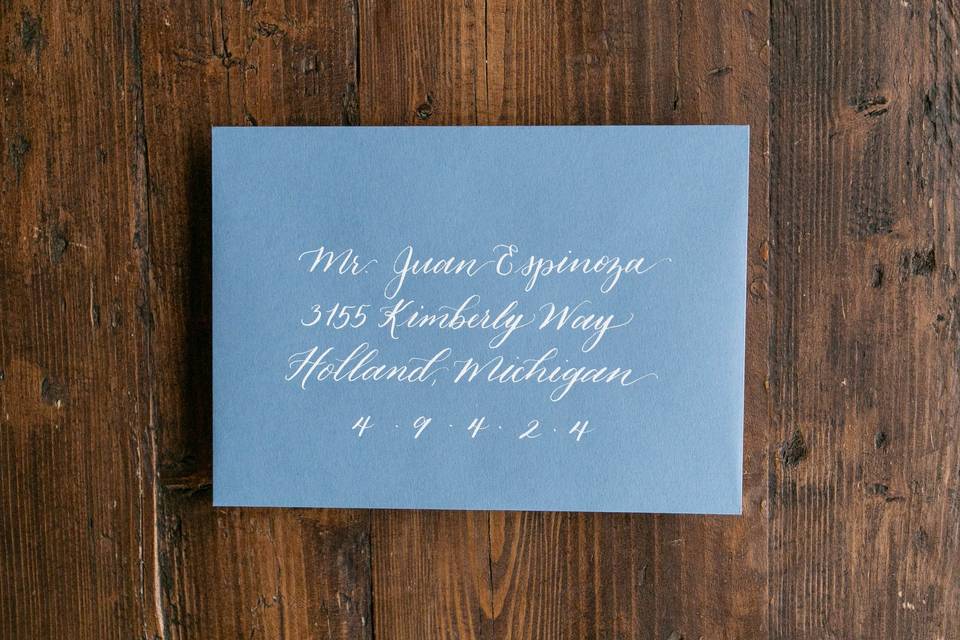 Mr. Juan Espinoza
3155 Kimberly Way
Holland, Michigan
4 · 9 · 4 · 2 · 4